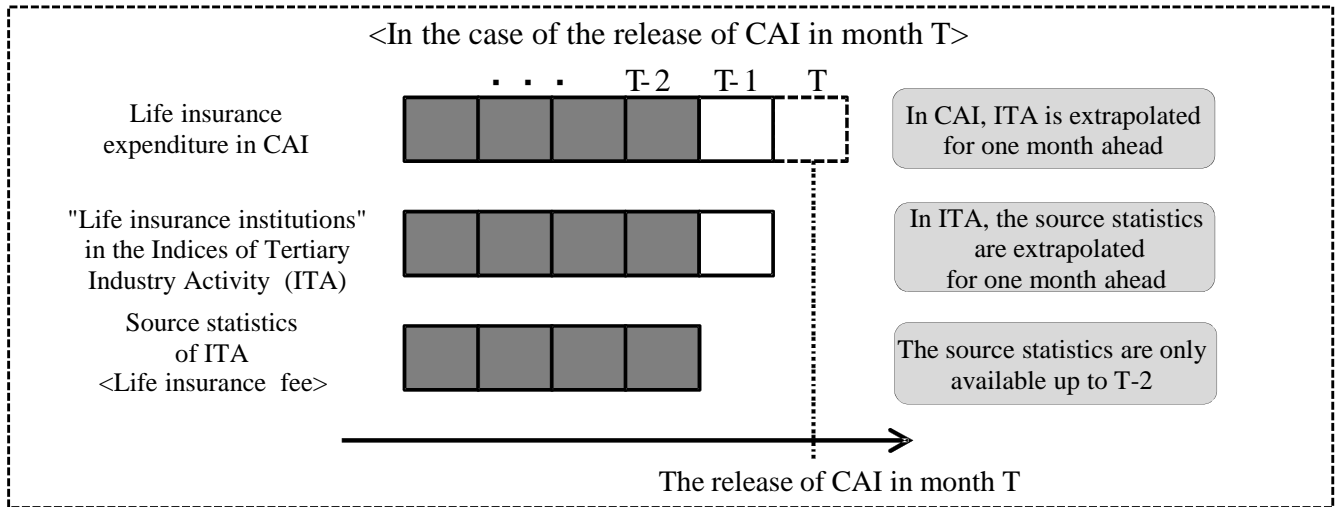 <In the case of the release of CAI in month T>
· · ·
T-2
T-1
T
Life insurance
expenditure in CAI
In CAI, ITA is extrapolated
for one month ahead
"Life insurance institutions"
in the Indices of Tertiary
Industry Activity (ITA)
In ITA, the source statistics
are extrapolated
for one month ahead
Source statistics
of ITA
<Life insurance fee>
The source statistics are only
available up to T-2
The release of CAI in month T